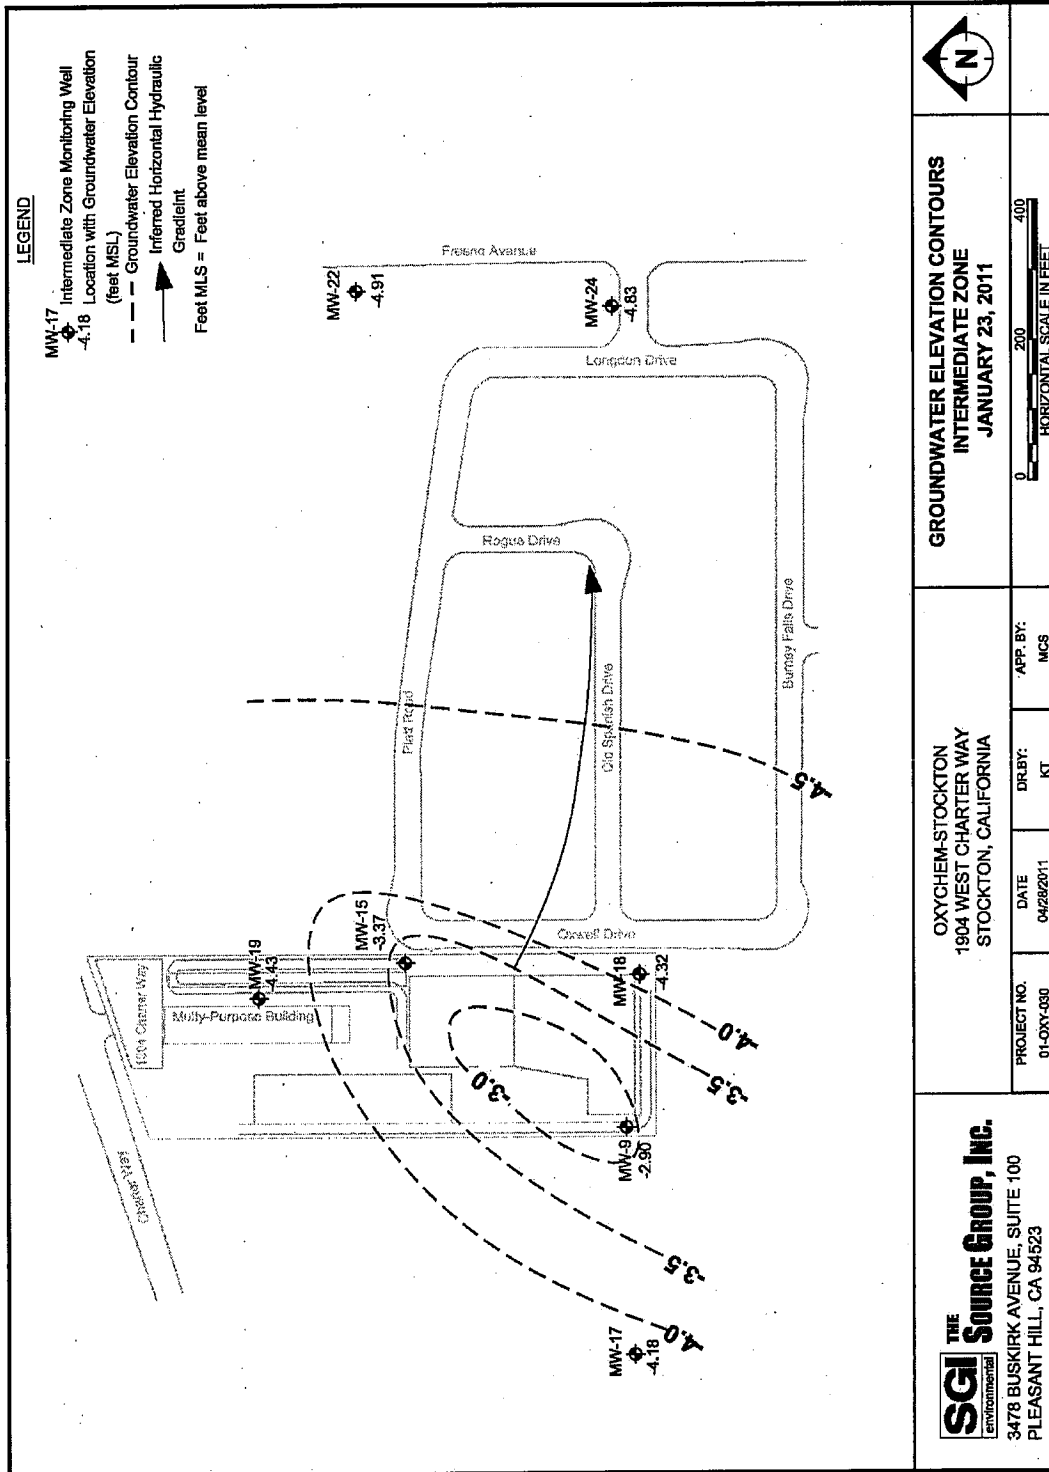 LEGEND
MW-17
-4.18
Intermediate Zone Monitoring Well
Location with Groundwater Elevation
(feet MSL)
Groundwater Elevation Contour
Inferred Horizontal Hydraulic
Gradieint
Feet MLS = Feet above mean level
Charter Way
1904 Charter Way
Multy-Purpose Building
MW-19
-4.43
MW-15
-3.37
MW-22
-4.91
Fresno Avenue
MW-24
-4.83
Longdon Drive
Platt Road
Rogue Drive
Old Spanish Drive
Burney Falls Drive
Oxwell Drive
MW-18
-4.32
MW-9
-2.90
MW-17
-4.18
-3.0
-3.5
-3.5
-4.0
-4.0
-4.5
SGI
environmental
THE
SOURCE GROUP, INC.
3478 BUSKIRK AVENUE, SUITE 100
PLEASANT HILL, CA 94523
OXYCHEM-STOCKTON
1904 WEST CHARTER WAY
STOCKTON, CALIFORNIA
PROJECT NO.
01-OXY-030
DATE
04/28/2011
DR.BY:
KT
APP. BY:
MCS
GROUNDWATER ELEVATION CONTOURS
INTERMEDIATE ZONE
JANUARY 23, 2011
0
200
400
HORIZONTAL SCALE IN FEET
N